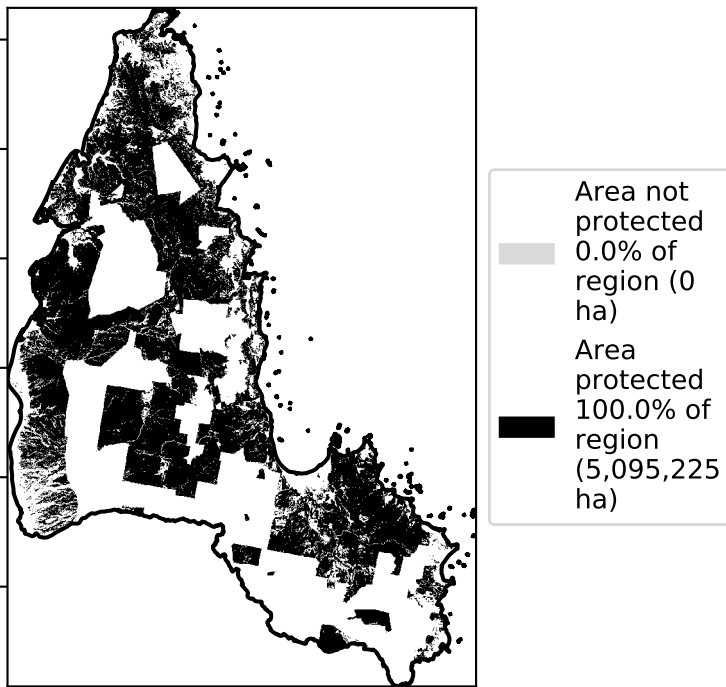 Area not
protected
0.0% of
region (0
ha)
Area
protected
100.0% of
region
(5,095,225
ha)